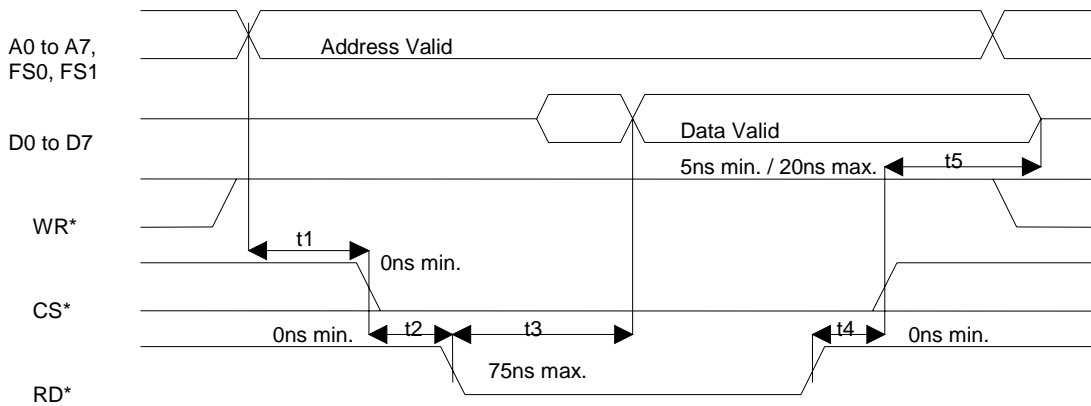 A0 to A7,
FS0, FS1
Address Valid
D0 to D7
Data Valid
5ns min. / 20ns max.
t5
WR*
t1
0ns min.
CS*
0ns min.
t2
t3
t4
0ns min.
75ns max.
RD*